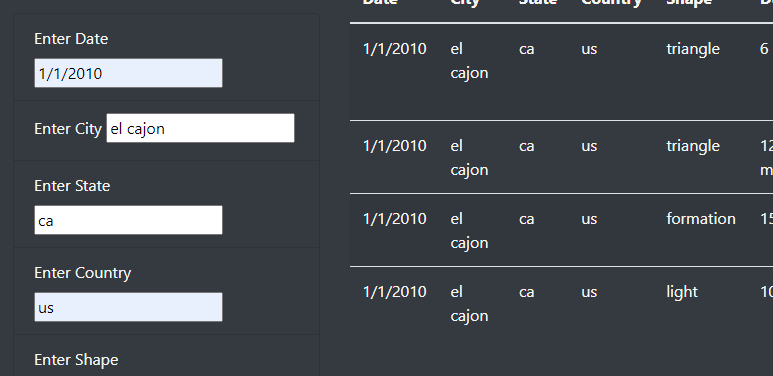 Enter Date
1/1/2010
Enter City el cajon
Enter State
ca
Enter Country
us
Enter Shape
Date City State Country Shape
1/1/2010 el cajon ca us triangle 6
1/1/2010 el cajon ca us triangle 12 m
1/1/2010 el cajon ca us formation 15
1/1/2010 el cajon ca us light 10